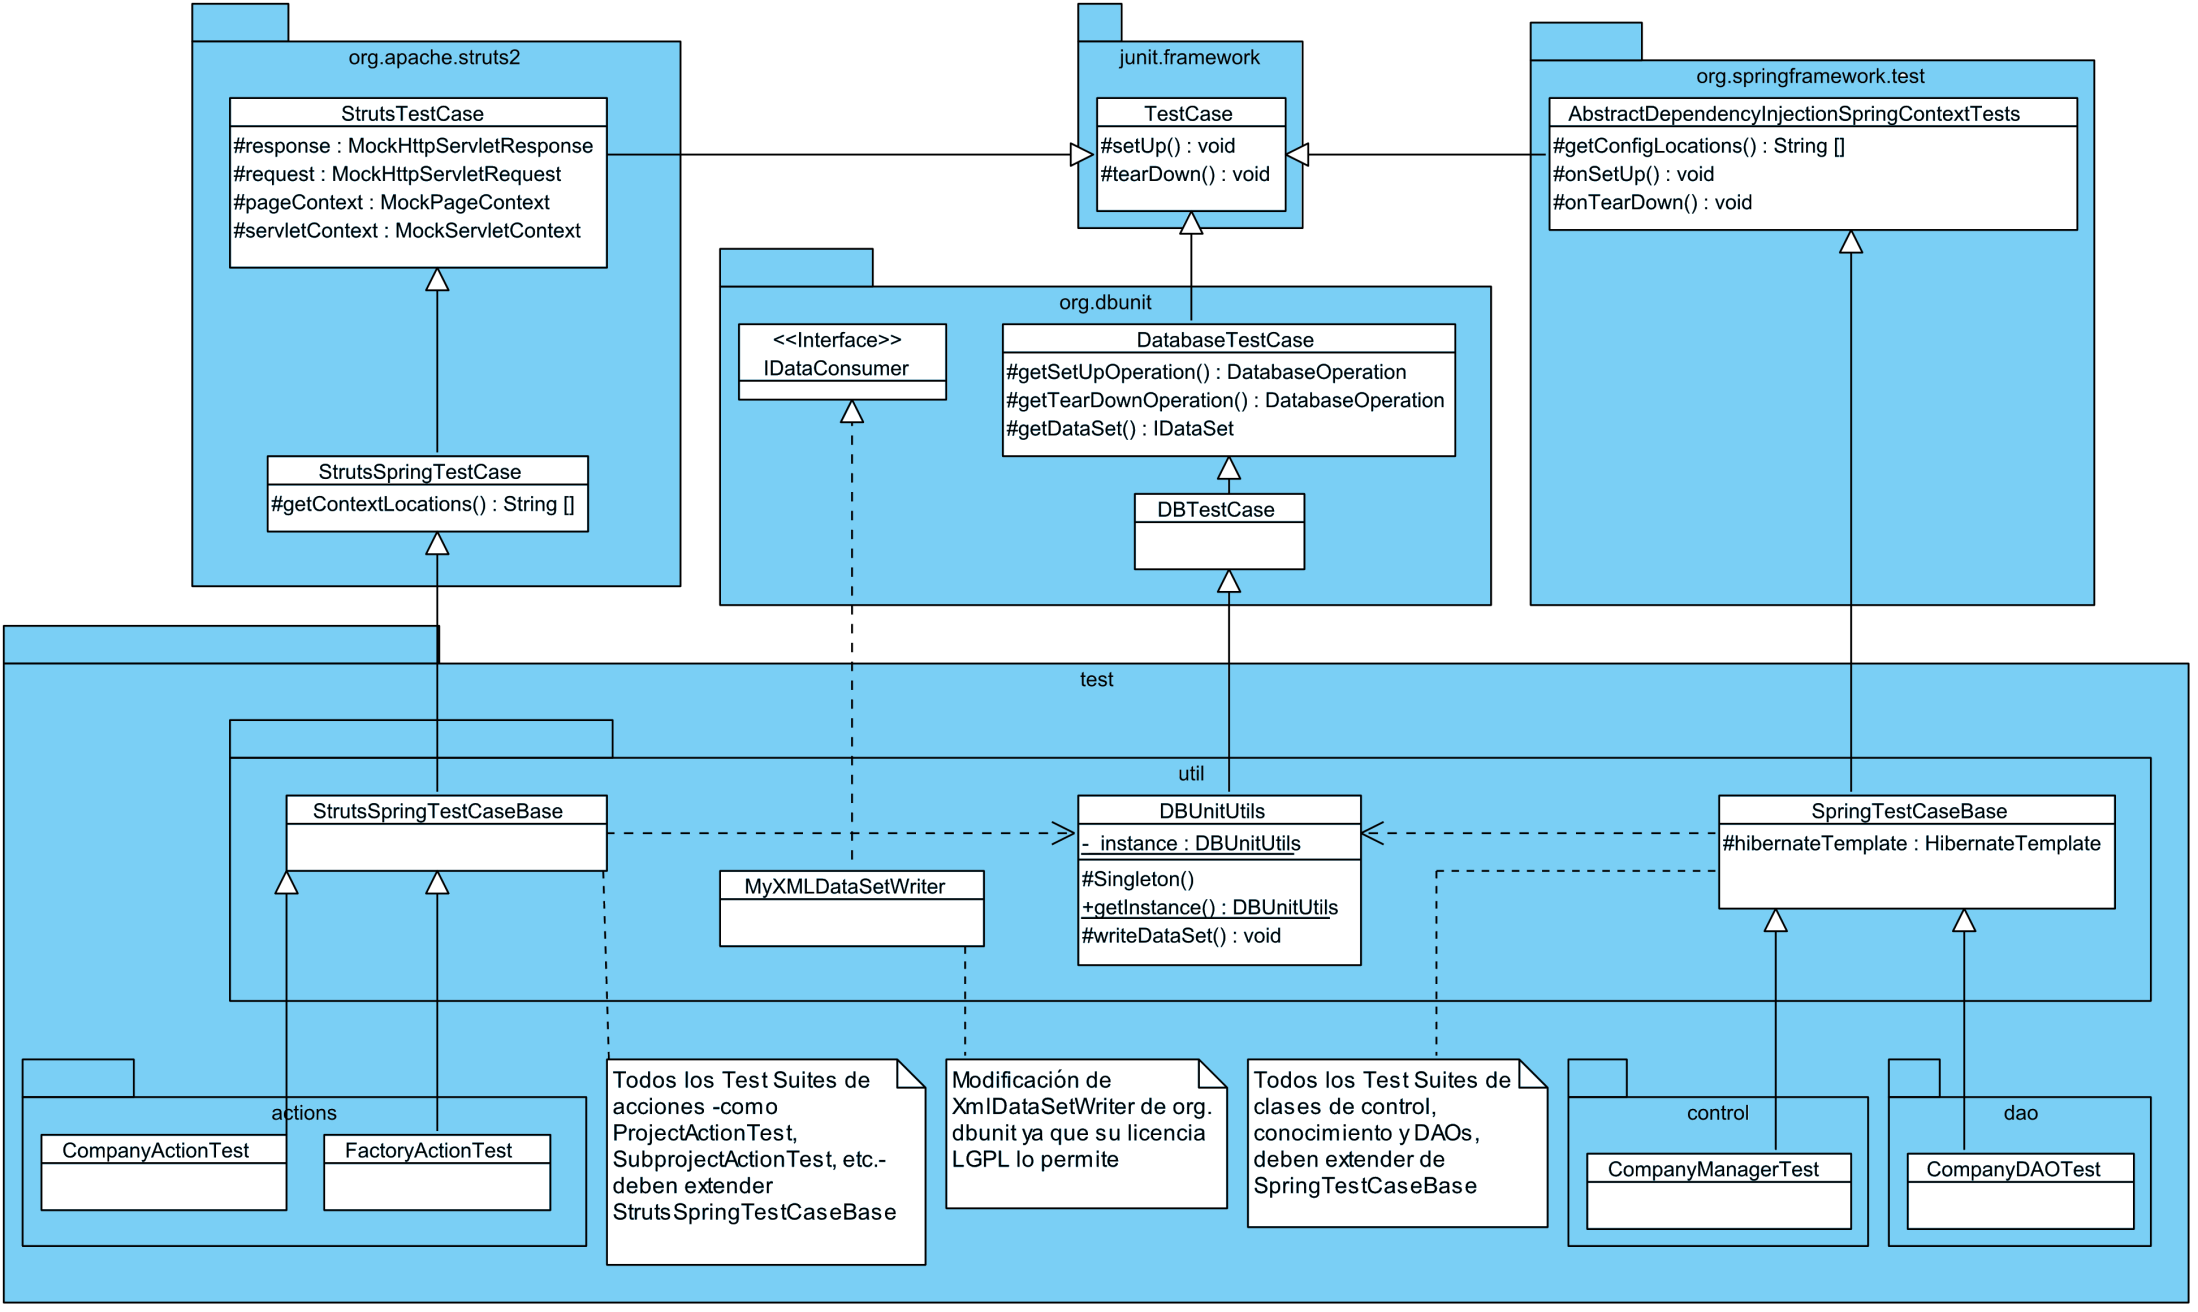 org.apache.struts2
StrutsTestCase
#response : MockHttpServletResponse
#request : MockHttpServletRequest
#pageContext : MockPageContext
#servletContext : MockServletContext
StrutsSpringTestCase
#getContextLocations() : String []
junit.framework
TestCase
#setUp() : void
#tearDown() : void
org.springframework.test
AbstractDependencyInjectionSpringContextTests
#getConfigLocations() : String []
#onSetUp() : void
#onTearDown() : void
org.dbunit
<<Interface>>
IDataConsumer
DatabaseTestCase
#getSetUpOperation() : DatabaseOperation
#getTearDownOperation() : DatabaseOperation
#getDataSet() : IDataSet
DBTestCase
test
util
StrutsSpringTestCaseBase
MyXMLDataSetWriter
DBUnitUtils
-_instance : DBUnitUtils
#Singleton()
+getInstance() : DBUnitUtils
#writeDataSet() : void
SpringTestCaseBase
#hibernateTemplate : HibernateTemplate
actions
CompanyActionTest
FactoryActionTest
Todos los Test Suites de
acciones -como
ProjectActionTest,
SubprojectActionTest, etc.-
deben extender
StrutsSpringTestCaseBase
Modificación de
XmlDataSetWriter de org.
dbunit ya que su licencia
LGPL lo permite
Todos los Test Suites de
clases de control,
conocimiento y DAOs,
deben extender de
SpringTestCaseBase
control
CompanyManagerTest
dao
CompanyDAOTest